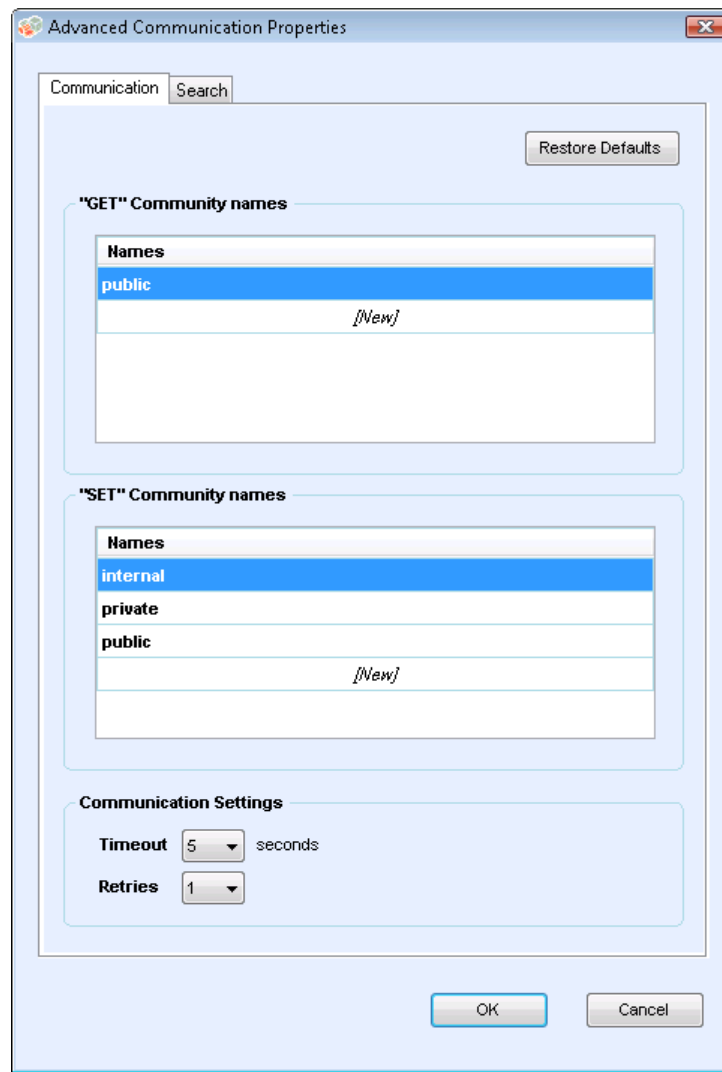 Advanced Communication Properties
Communication Search
Restore Defaults
"GET" Community names
Names
public
[New]
"SET" Community names
Names
internal
private
public
[New]
Communication Settings
Timeout 5 seconds
Retries 1
OK Cancel